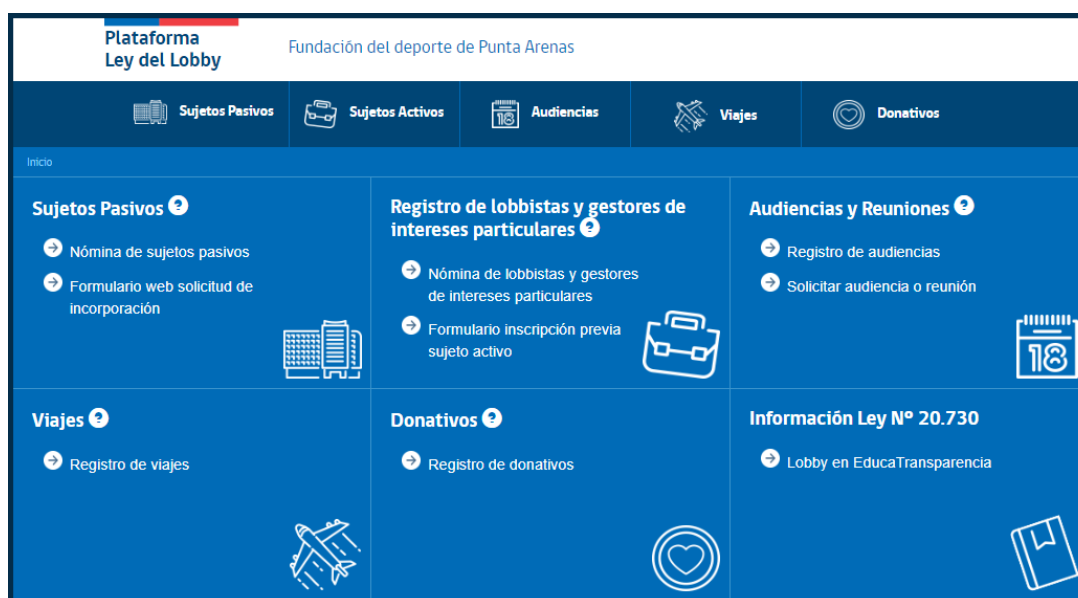 Plataforma
Ley del Lobby
Fundación del deporte de Punta Arenas
Sujetos Pasivos
Sujetos Activos
18
Audiencias
Viajes
Donativos
Inicio
Sujetos Pasivos ?
Nómina de sujetos pasivos
Formulario web solicitud de
incorporación
Registro de lobbistas y gestores de
intereses particulares ?
Nómina de lobbistas y gestores
de intereses particulares
Formulario inscripción previa
sujeto activo
Audiencias y Reuniones ?
Registro de audiencias
Solicitar audiencia o reunión
18
Viajes ?
Registro de viajes
Donativos ?
Registro de donativos
Información Ley Nº 20.730
Lobby en EducaTransparencia